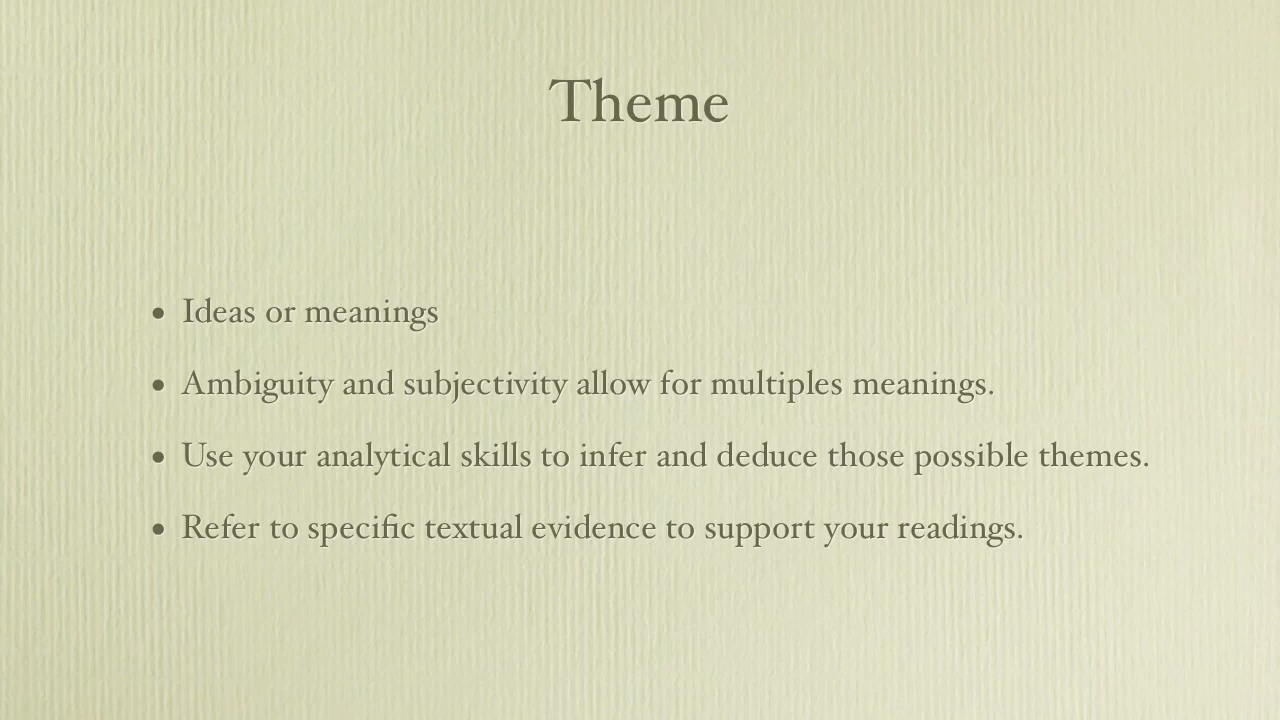 Theme
• Ideas or meanings
• Ambiguity and subjectivity allow for multiples meanings.
• Use your analytical skills to infer and deduce those possible themes.
• Refer to specific textual evidence to support your readings.